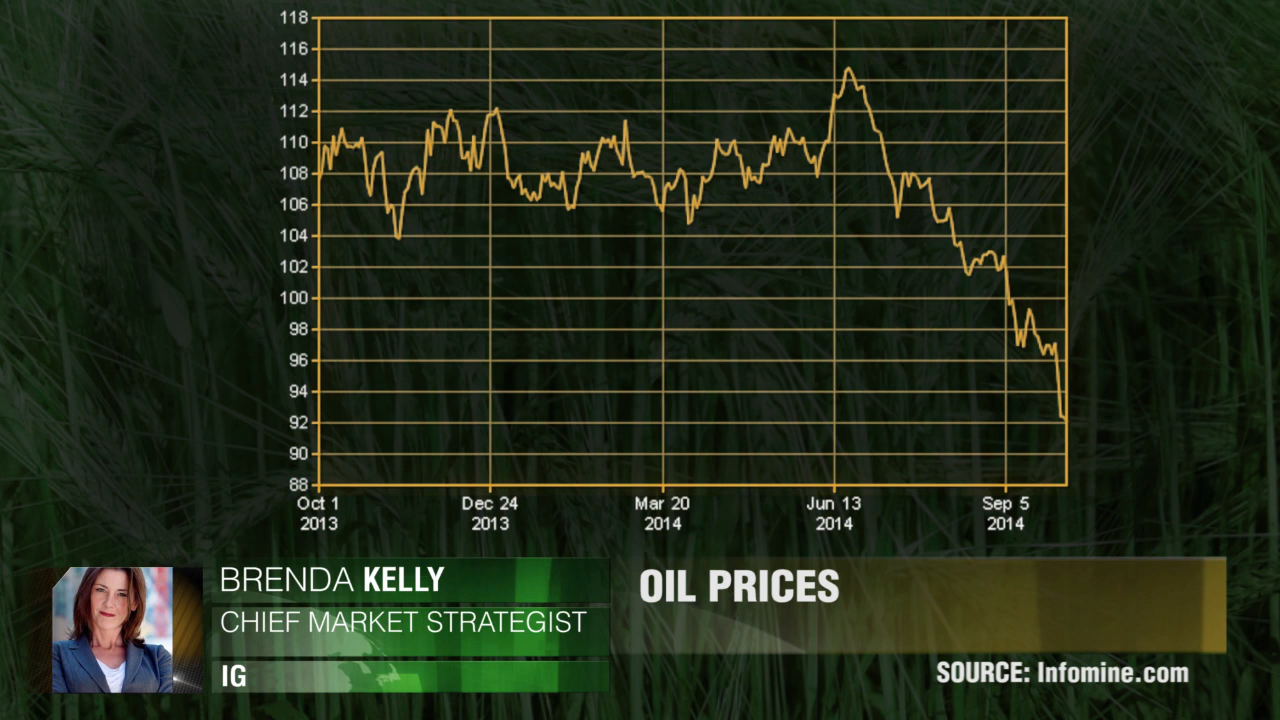 118
116
114
112
110
108
106
104
102
100
98
96
94
92
90
88
Oct 1 Dec 24 Mar 20 Jun 13 Sep 5
2013 2013 2014 2014 2014
BRENDA KELLY
CHIEF MARKET STRATEGIST
IG
OIL PRICES
SOURCE: Infomine.com